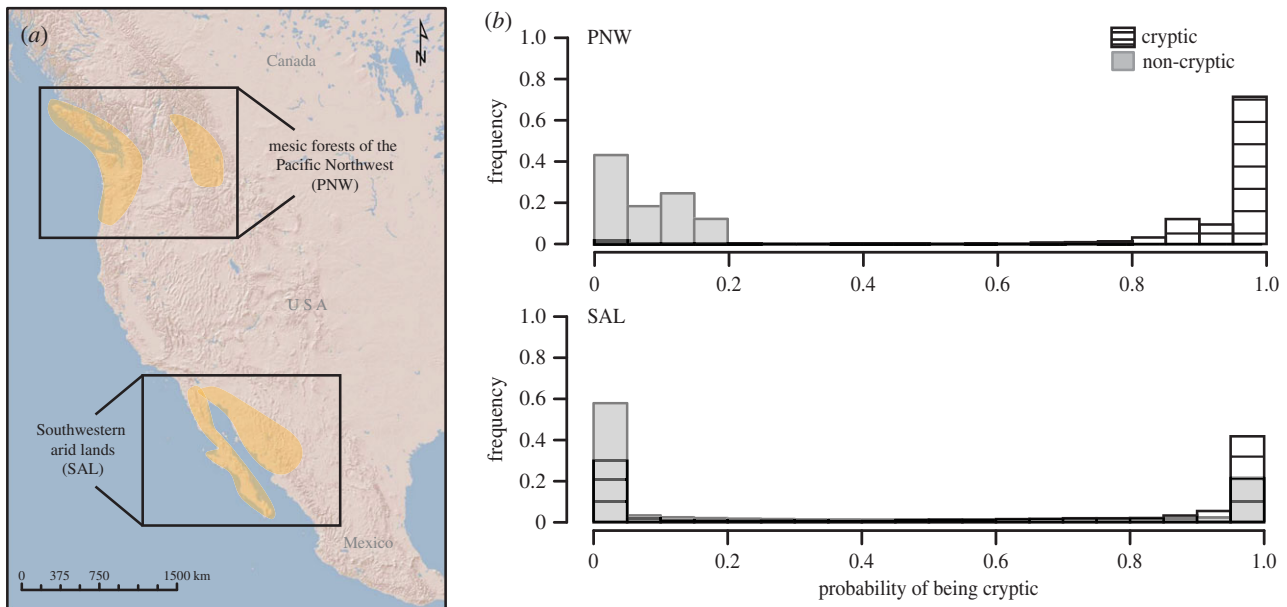 (a)
N
Canada
mesic forests of the
Pacific Northwest
(PNW)
USA
Southwestern
arid lands
(SAL)
Mexico
0 375 750 1500 km
(b)
PNW
cryptic
non-cryptic
frequency
1.0
0.8
0.6
0.4
0.2
0
0 0.2 0.4 0.6 0.8 1.0
SAL
frequency
1.0
0.8
0.6
0.4
0.2
0
0 0.2 0.4 0.6 0.8 1.0
probability of being cryptic